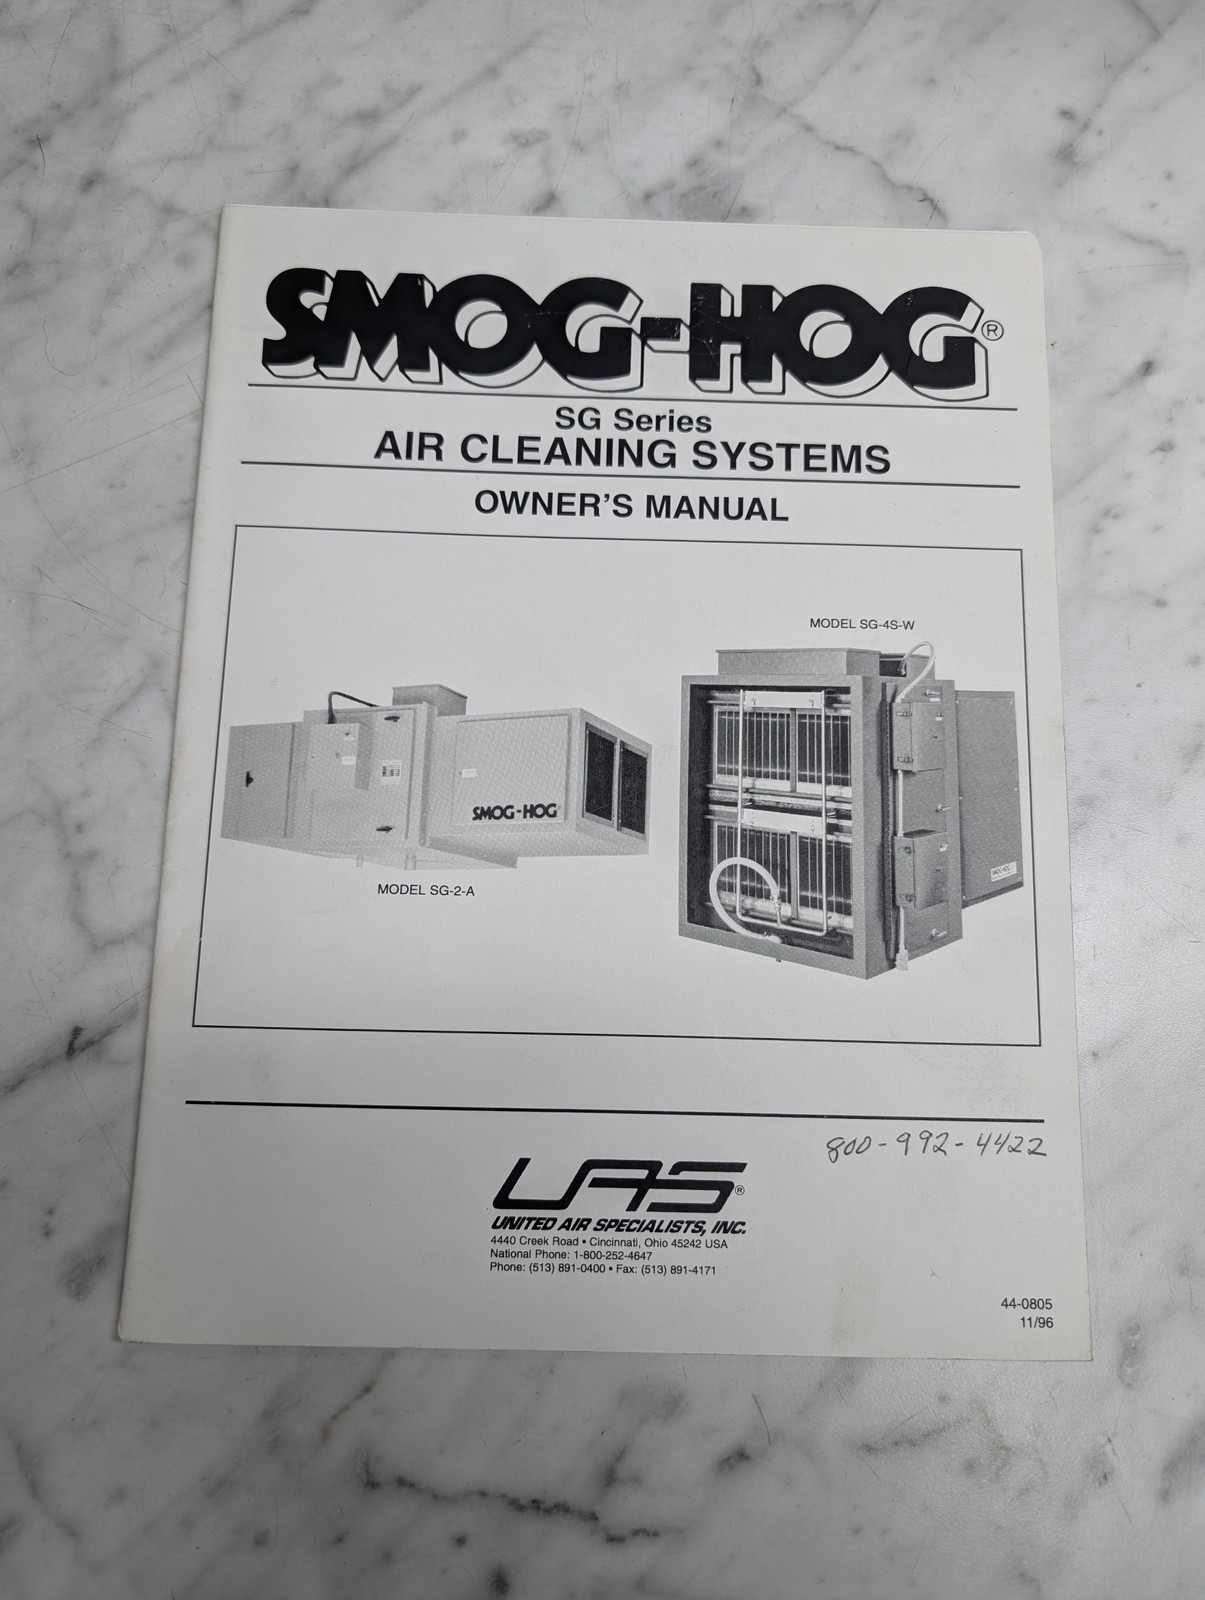 SMOG-HOG®
SG Series
AIR CLEANING SYSTEMS
OWNER'S MANUAL
MODEL SG-4S-W
SMOG-HOG
MODEL SG-2-A
SMOG-HOG
800-992-4422
UAS®
UNITED AIR SPECIALISTS, INC.
4440 Creek Road • Cincinnati, Ohio 45242 USA
National Phone: 1-800-252-4647
Phone: (513) 891-0400 • Fax: (513) 891-4171
44-0805
11/96